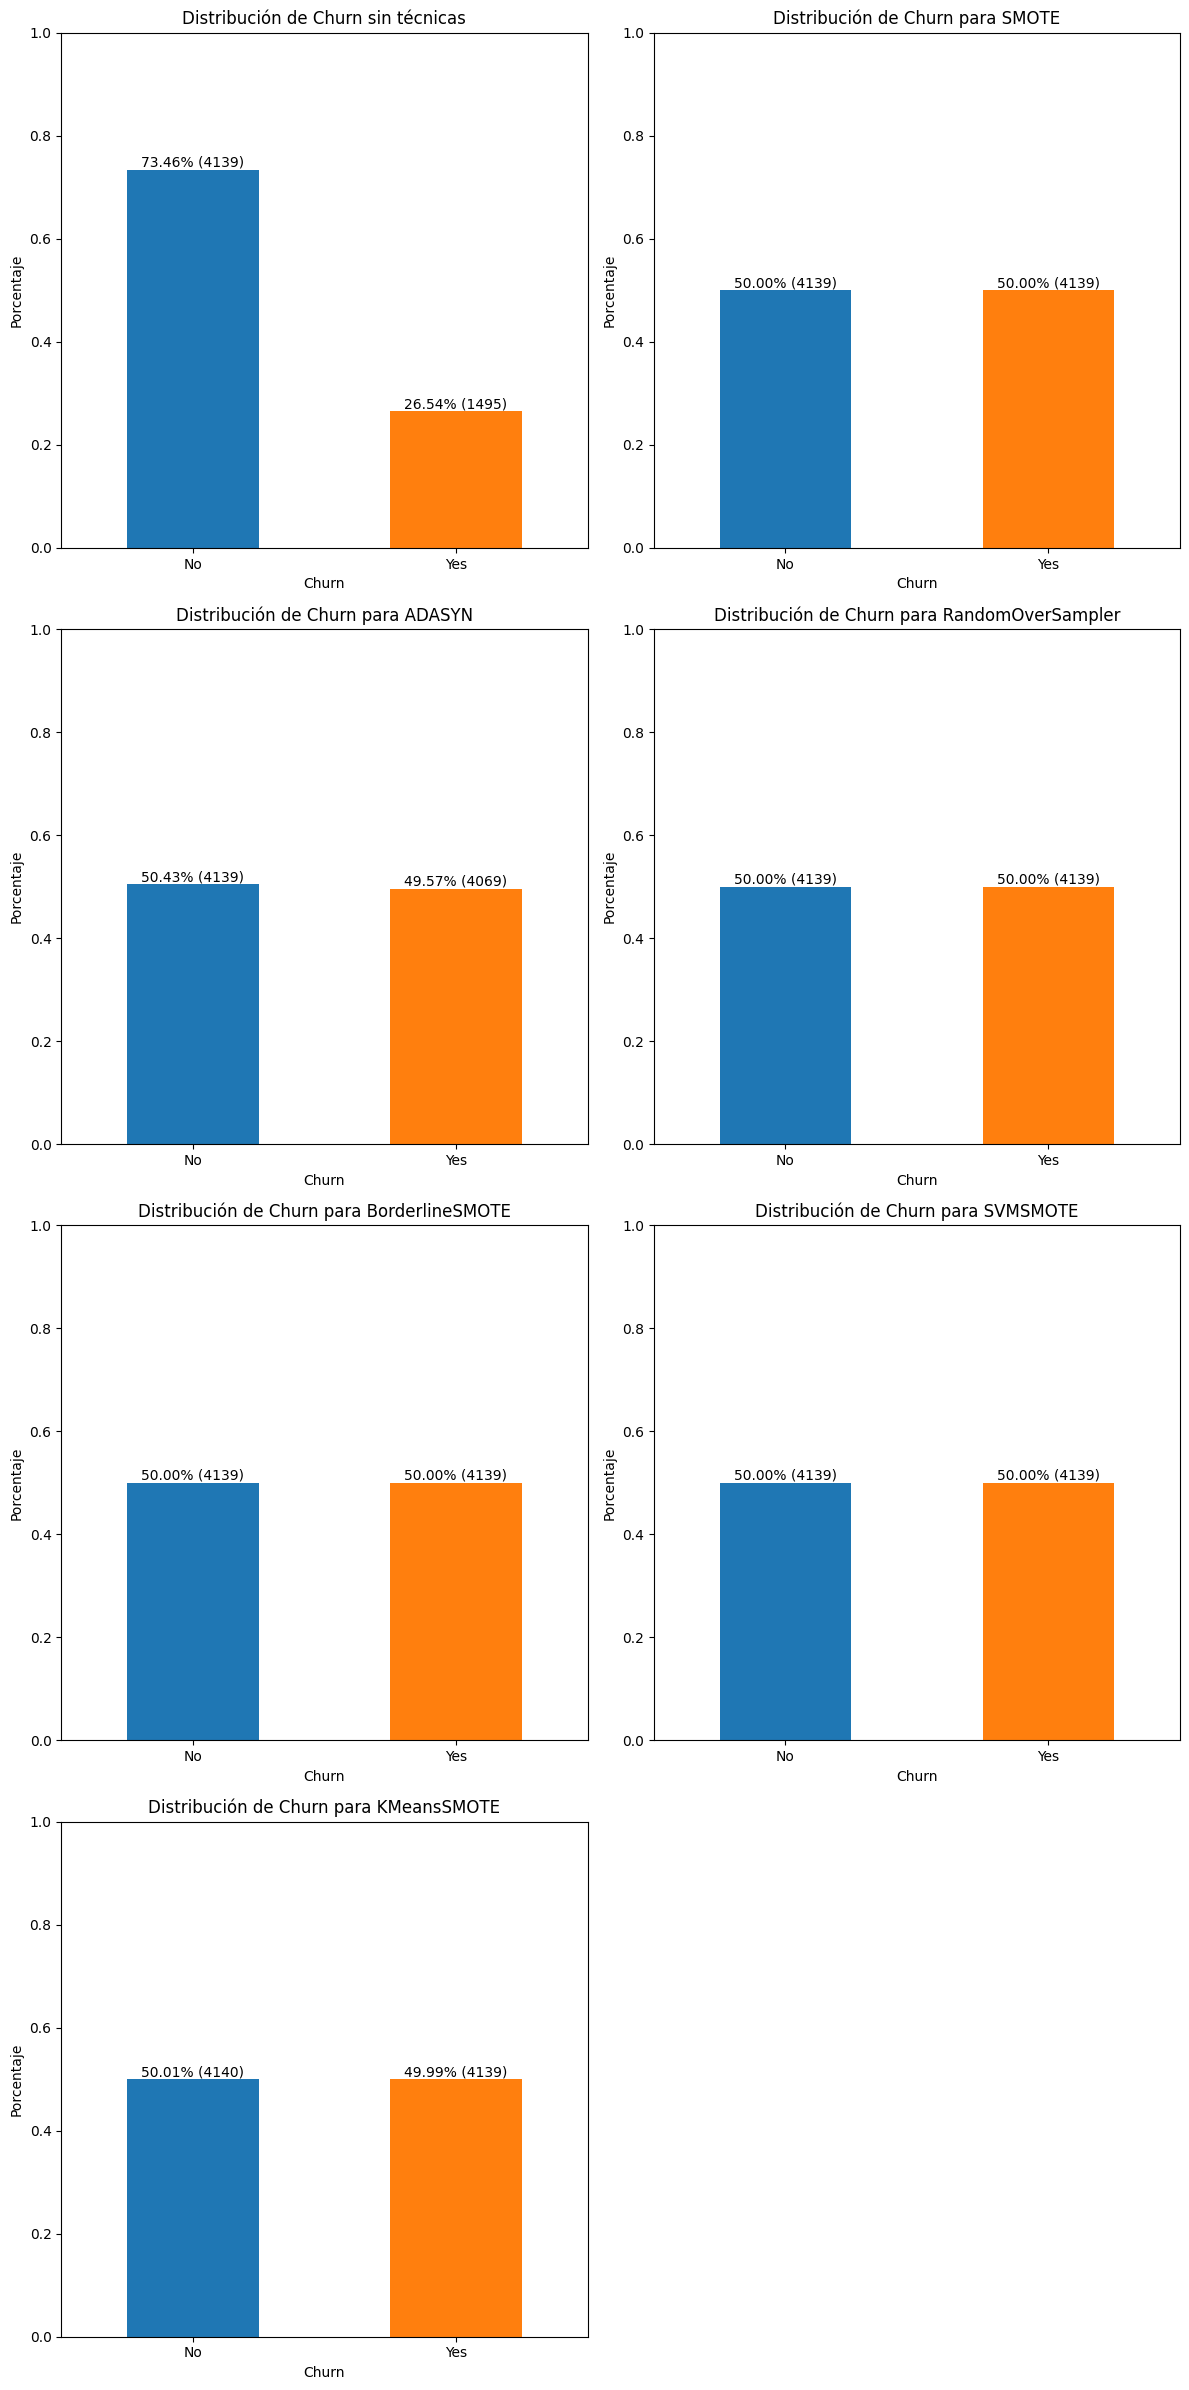 Distribución de Churn sin técnicas
1.0
0.8
0.6
0.4
0.2
0.0
Porcentaje
73.46% (4139)
26.54% (1495)
No
Yes
Churn
Distribución de Churn para SMOTE
1.0
0.8
0.6
0.4
0.2
0.0
Porcentaje
50.00% (4139)
50.00% (4139)
No
Yes
Churn
Distribución de Churn para ADASYN
1.0
0.8
0.6
0.4
0.2
0.0
Porcentaje
50.43% (4139)
49.57% (4069)
No
Yes
Churn
Distribución de Churn para RandomOverSampler
1.0
0.8
0.6
0.4
0.2
0.0
Porcentaje
50.00% (4139)
50.00% (4139)
No
Yes
Churn
Distribución de Churn para BorderlineSMOTE
1.0
0.8
0.6
0.4
0.2
0.0
Porcentaje
50.00% (4139)
50.00% (4139)
No
Yes
Churn
Distribución de Churn para SVMSMOTE
1.0
0.8
0.6
0.4
0.2
0.0
Porcentaje
50.00% (4139)
50.00% (4139)
No
Yes
Churn
Distribución de Churn para KMeansSMOTE
1.0
0.8
0.6
0.4
0.2
0.0
Porcentaje
50.01% (4140)
49.99% (4139)
No
Yes
Churn